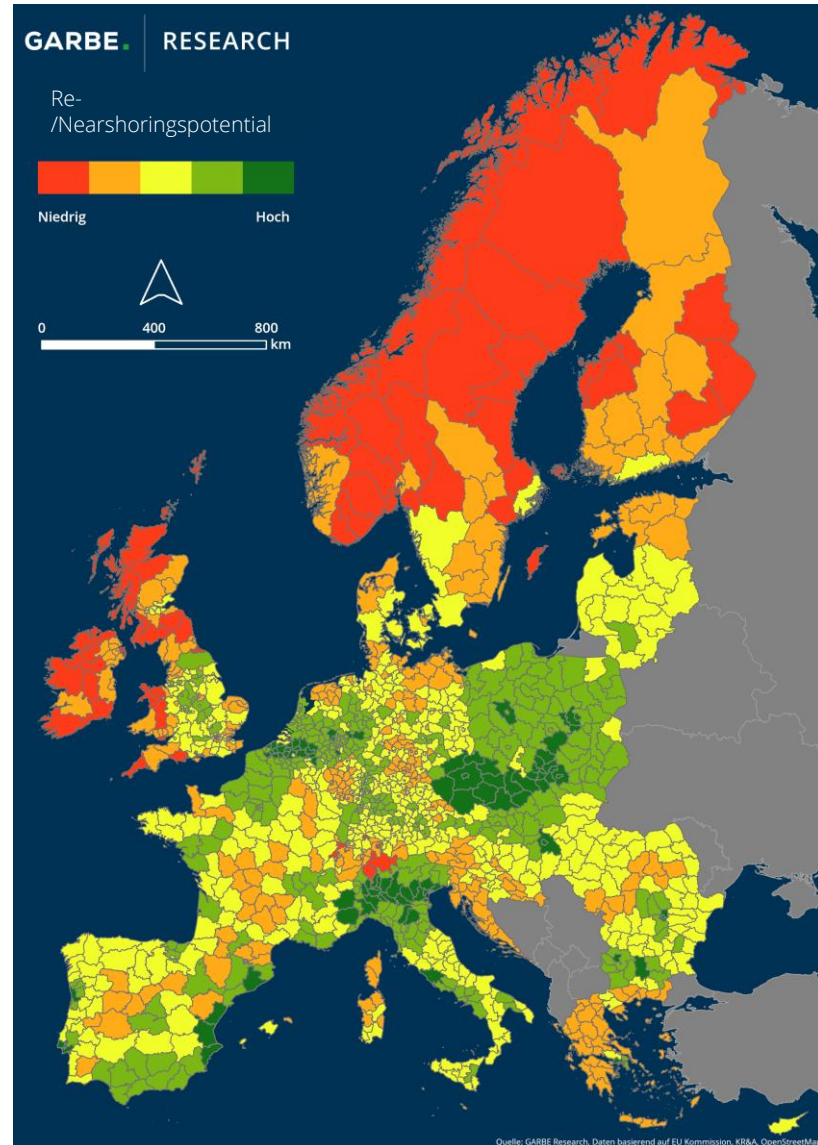 GARBE. RESEARCH
Re-
/Nearshoringspotential
Niedrig Hoch
0 400 800
km
Quelle: GARBE Research, Daten basierend auf EU Kommission, KR&A, OpenStreetMap